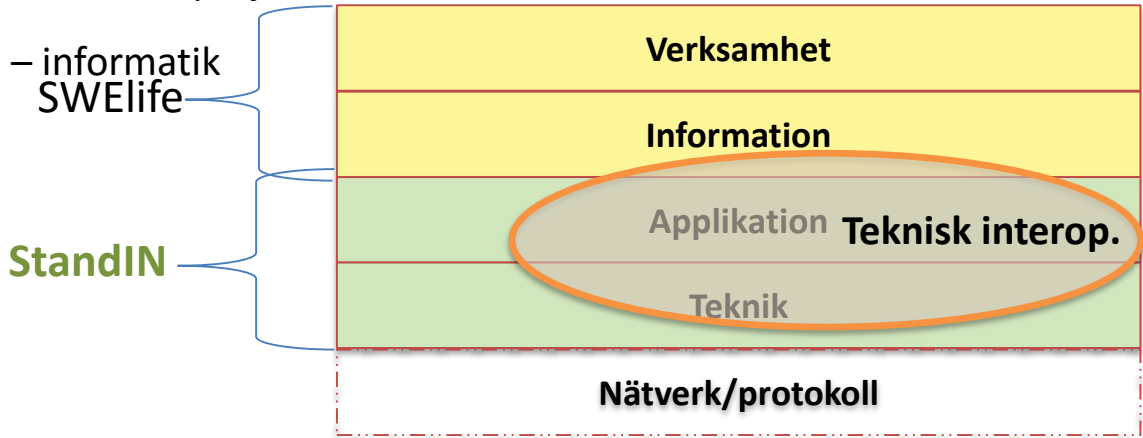 – informatik
SWElife
StandIN
Verksamhet
Information
Applikation
Teknisk interop.
Teknik
Nätverk/protokoll